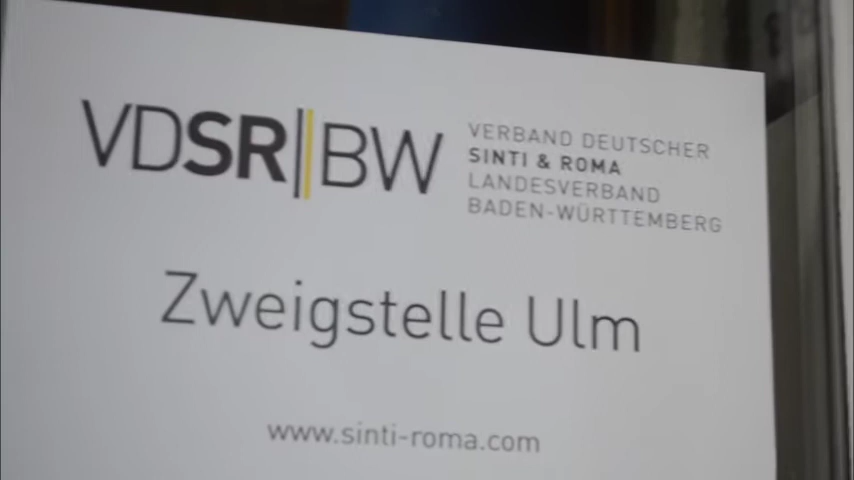 VDSR||BW
VERBAND DEUTSCHER
SINTI & ROMA
LANDESVERBAND
BADEN-WÜRTTEMBERG
Zweigstelle Ulm
www.sinti-roma.com